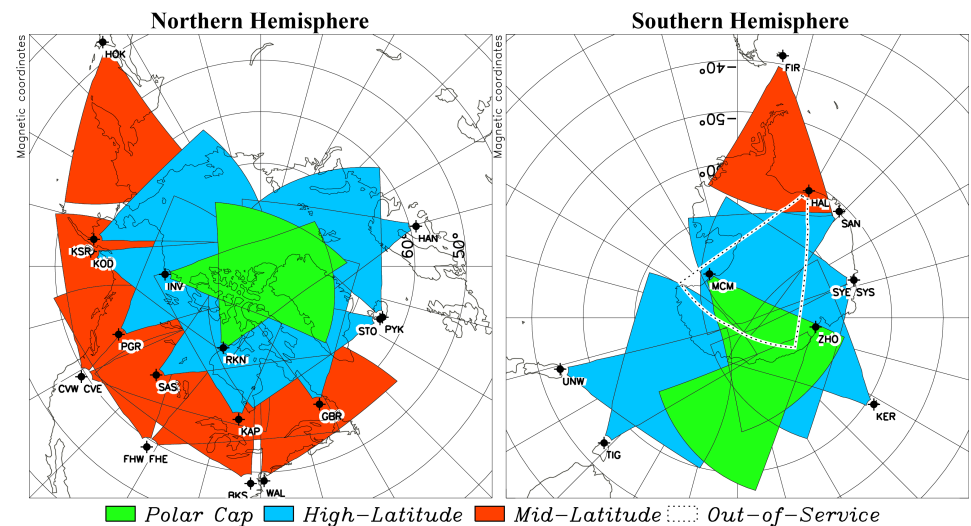 Northern Hemisphere
Southern Hemisphere
Magnetic coordinates
HOK
KSR
KOD
INV
HAN
60
50°
STO
PYK
PGR
CVW CVE
SAS
RKN
GBR
KAP
FHW FHE
BKS
WAL
Magnetic coordinates
−40°
−50°
60°
FIR
HAL
SAN
MCM
SYE
SYS
ZHO
UNW
KER
TIG
Polar Cap
High−Latitude
Mid−Latitude
Out−of−Service